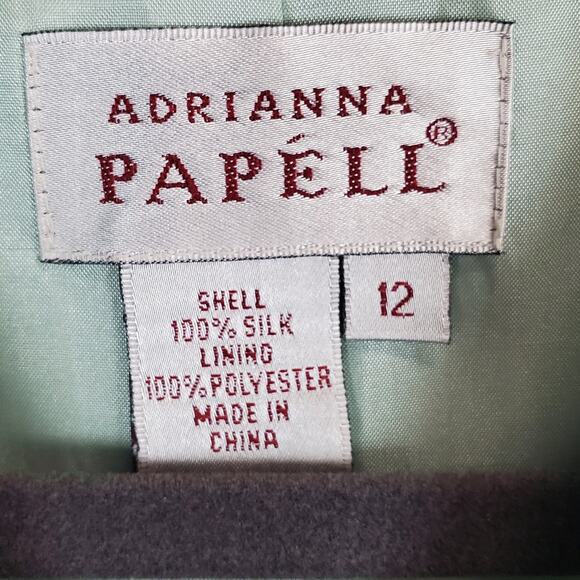 ADRIANNA
PAPÉLL®
SHELL
100% SILK
LINING
100% POLYESTER
MADE IN
CHINA
12